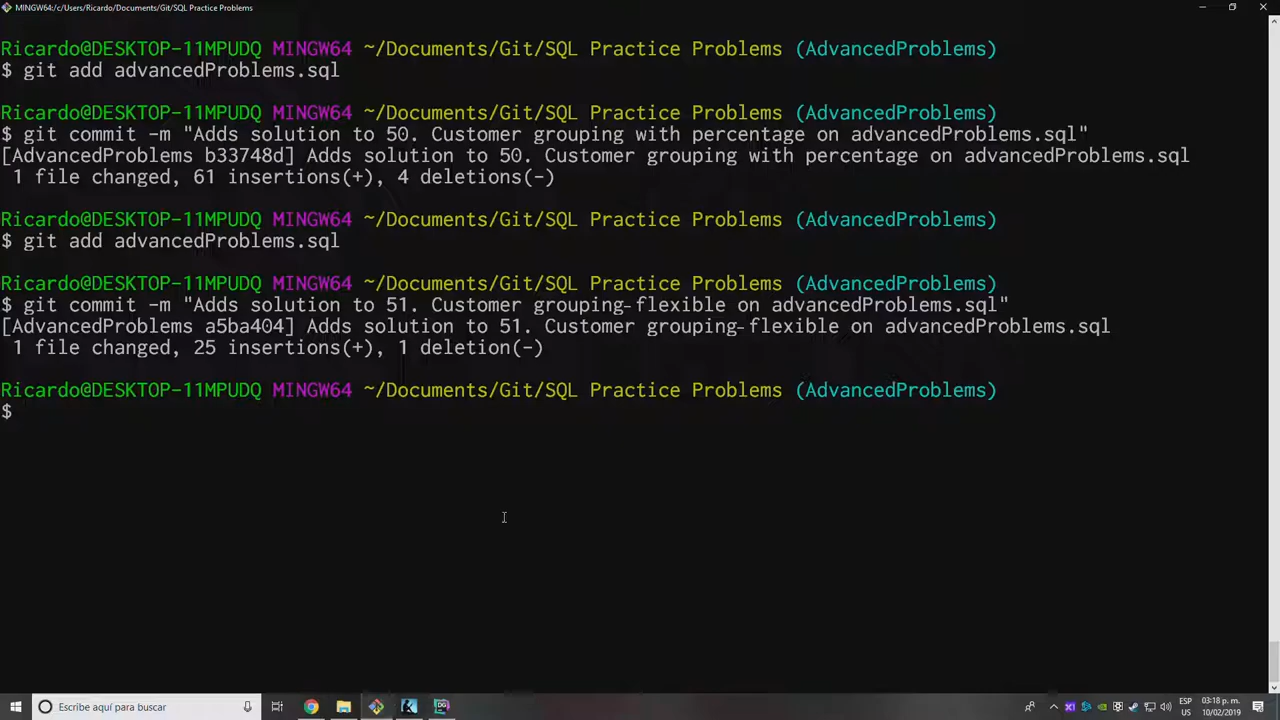 MINGW64:/c/Users/Ricardo/Documents/Git/SQL Practice Problems
Ricardo@DESKTOP-11MPUDQ MINGW64 ~/Documents/Git/SQL Practice Problems (AdvancedProblems)
$ git add advancedProblems.sql
Ricardo@DESKTOP-11MPUDQ MINGW64 ~/Documents/Git/SQL Practice Problems (AdvancedProblems)
$ git commit -m "Adds solution to 50. Customer grouping with percentage on advancedProblems.sql"
[AdvancedProblems b33748d] Adds solution to 50. Customer grouping with percentage on advancedProblems.sql
1 file changed, 61 insertions(+), 4 deletions(-)
Ricardo@DESKTOP-11MPUDQ MINGW64 ~/Documents/Git/SQL Practice Problems (AdvancedProblems)
$ git add advancedProblems.sql
Ricardo@DESKTOP-11MPUDQ MINGW64 ~/Documents/Git/SQL Practice Problems (AdvancedProblems)
$ git commit -m "Adds solution to 51. Customer grouping-flexible on advancedProblems.sql"
[AdvancedProblems a5ba404] Adds solution to 51. Customer grouping-flexible on advancedProblems.sql
1 file changed, 25 insertions(+), 1 deletion(-)
Ricardo@DESKTOP-11MPUDQ MINGW64 ~/Documents/Git/SQL Practice Problems (AdvancedProblems)
$
Escribe aquí para buscar
DG
ESP
US
03:18 p. m.
10/02/2019